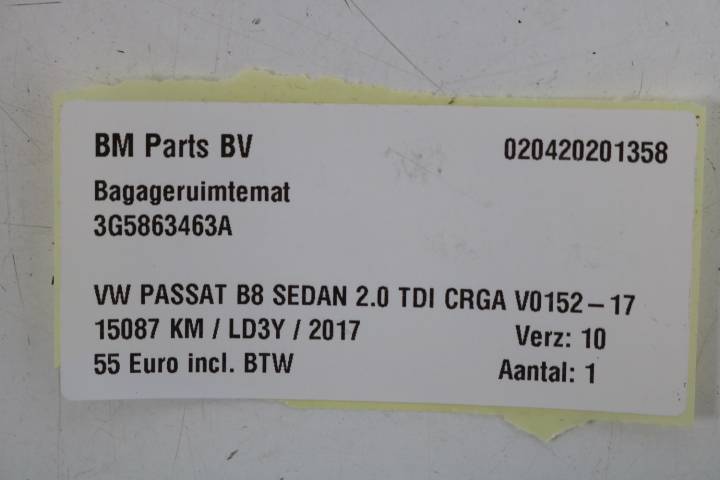 BM Parts BV 020420201358
Bagageruimtemat
3G5863463A
VW PASSAT B8 SEDAN 2.0 TDI CRGA V0152-17
15087 KM / LD3Y / 2017 Verz: 10
55 Euro incl. BTW Aantal: 1